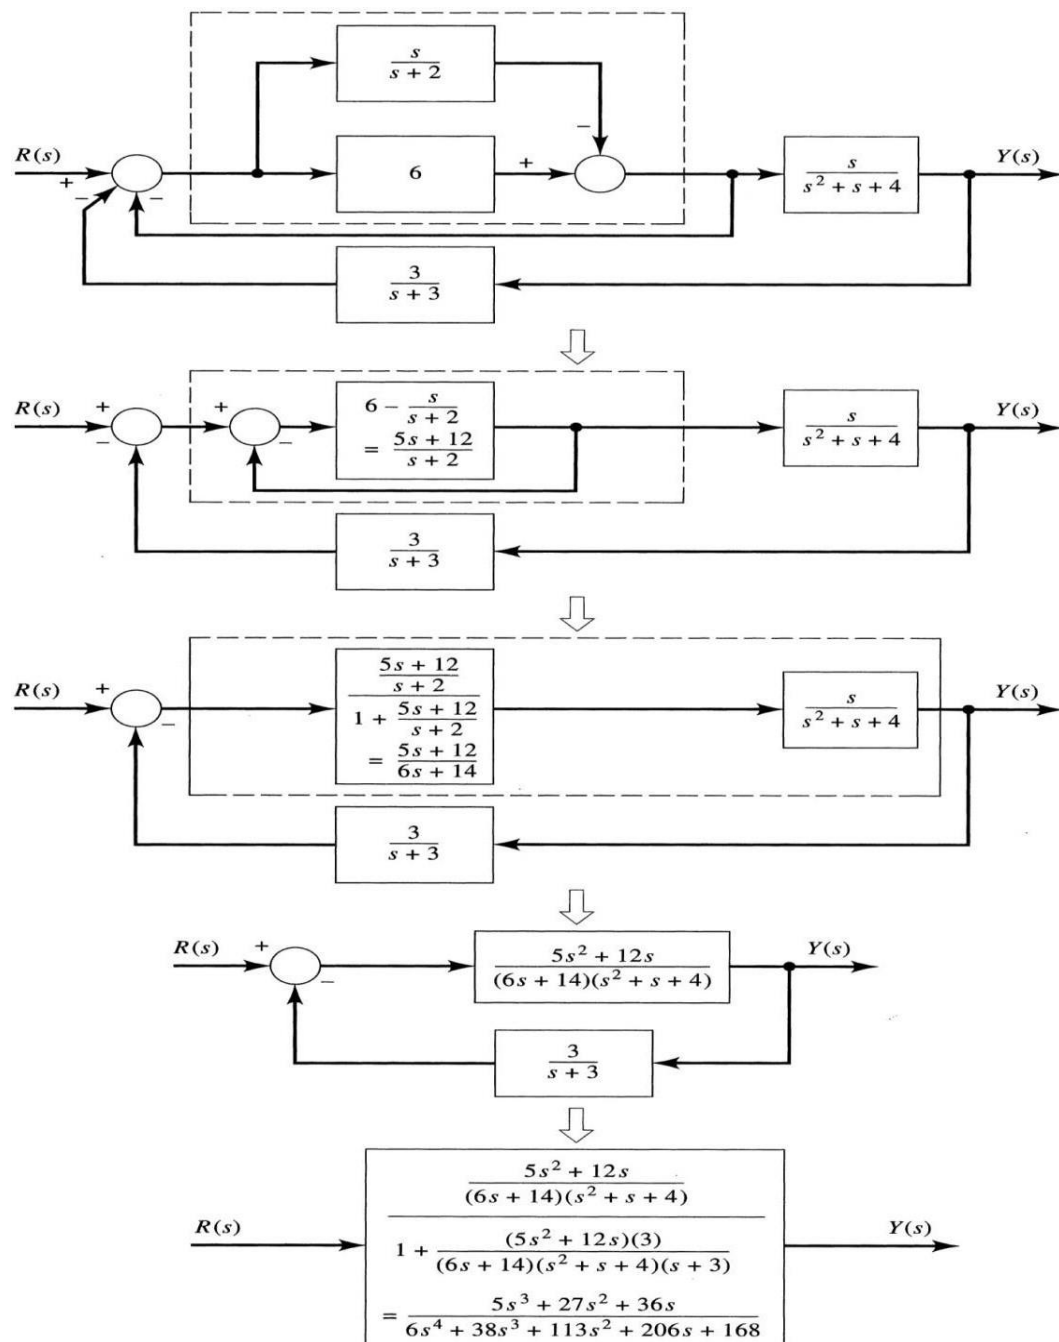 s
s + 2
−
R(s)
+
−
−
6
+
s
s² + s + 4
Y(s)
3
s + 3
R(s)
+
−
+
−
6 − s
s + 2
= 5s + 12
s + 2
s
s² + s + 4
Y(s)
3
s + 3
R(s)
+
−
5s + 12
s + 2
1 + 5s + 12
s + 2
= 5s + 12
6s + 14
s
s² + s + 4
Y(s)
3
s + 3
R(s)
+
−
5s² + 12s
(6s + 14)(s² + s + 4)
Y(s)
3
s + 3
R(s)
5s² + 12s
(6s + 14)(s² + s + 4)
1 + (5s² + 12s)(3)
(6s + 14)(s² + s + 4)(s + 3)
= 5s³ + 27s² + 36s
6s⁴ + 38s³ + 113s² + 206s + 168
Y(s)